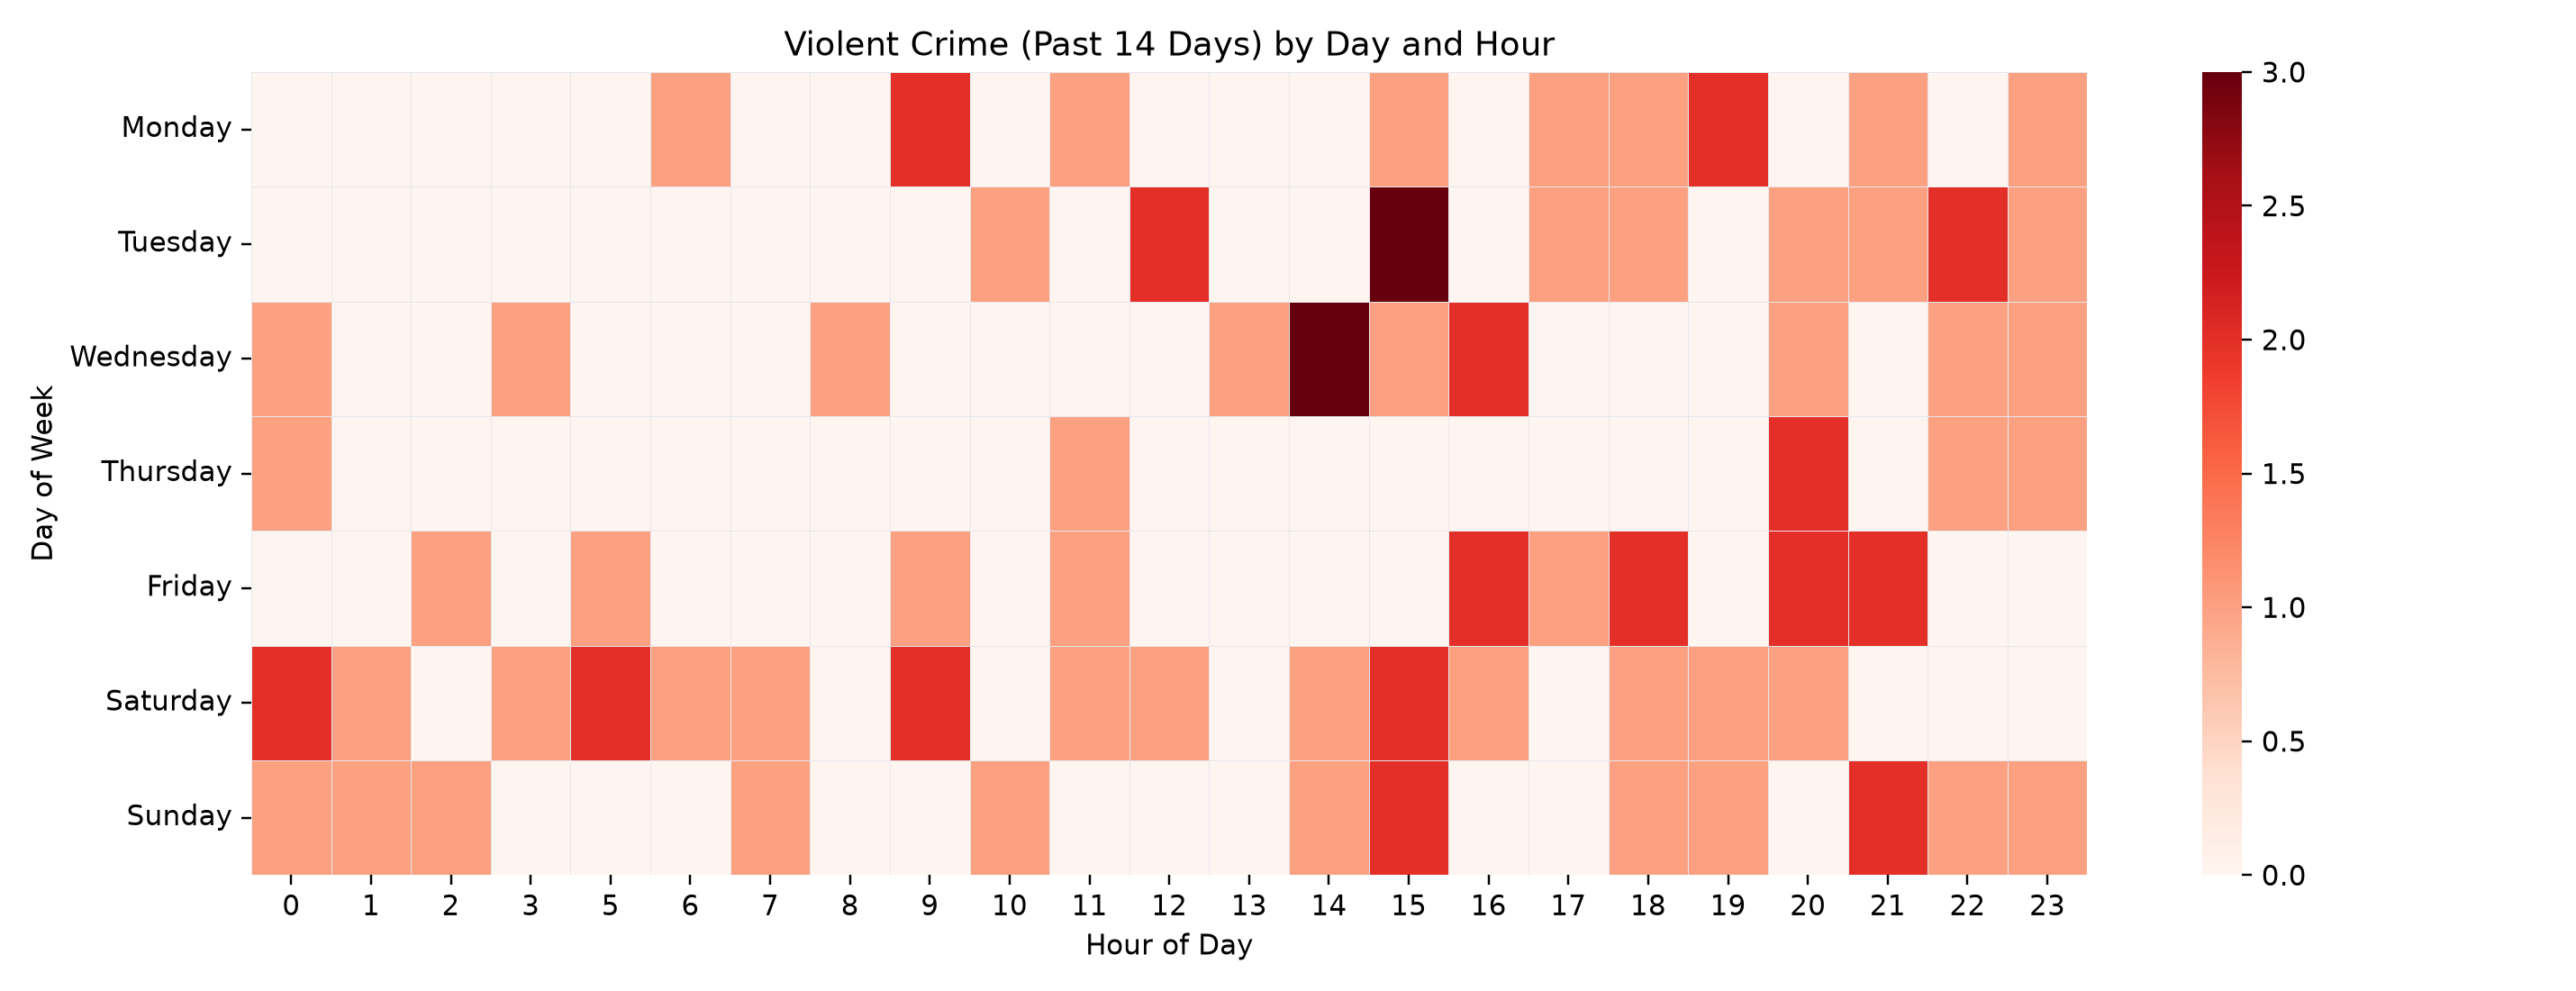 Violent Crime (Past 14 Days) by Day and Hour
Day of Week
Monday
Tuesday
Wednesday
Thursday
Friday
Saturday
Sunday
0 1 2 3 5 6 7 8 9 10 11 12 13 14 15 16 17 18 19 20 21 22 23
Hour of Day
3.0
2.5
2.0
1.5
1.0
0.5
0.0